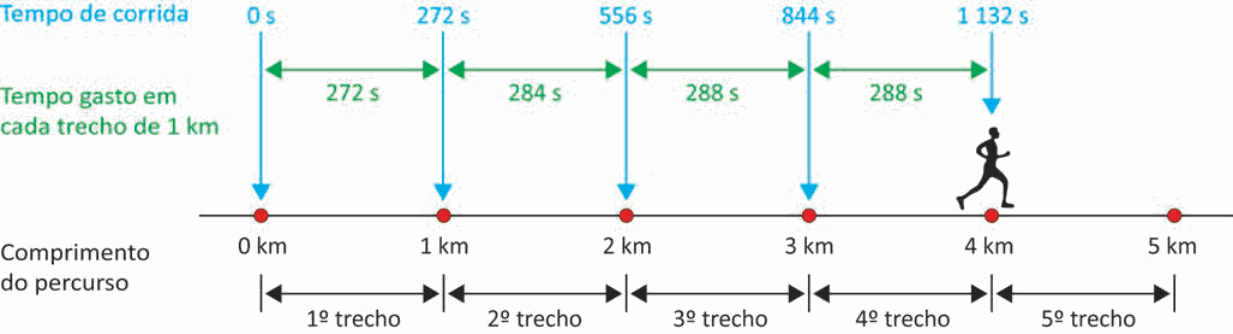 Tempo de corrida 0 s 272 s 556 s 844 s 1 132 s
272 s 284 s 288 s 288 s
Tempo gasto em
cada trecho de 1 km
0 km 1 km 2 km 3 km 4 km 5 km
Comprimento
do percurso
1º trecho 2º trecho 3º trecho 4º trecho 5º trecho